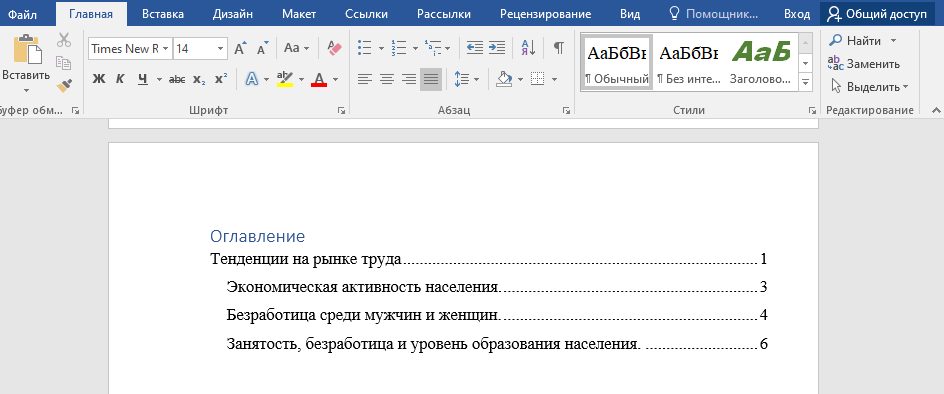 Файл Главная Вставка Дизайн Макет Ссылки Рассылки Рецензирование Вид Помощник... Вход Общий доступ
Times New R 14 Aa АаБбВı АаБбВı АаБ Найти
Вставить Заменить
Ж К Ч abc x₂ x² А ab A ¶ Обычный ¶ Без инте... Заголово... Выделить
уфер обм... Шрифт Абзац Стили Редактирование
Оглавление
Тенденции на рынке труда 1
Экономическая активность населения. 3
Безработица среди мужчин и женщин. 4
Занятость, безработица и уровень образования населения. 6